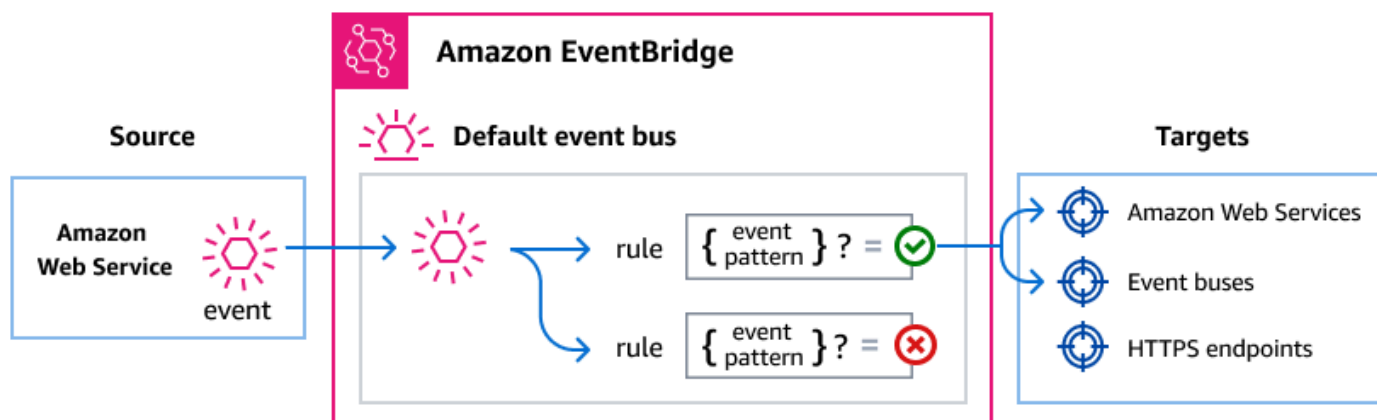 Amazon EventBridge
Source
Default event bus
Targets
Amazon
Web Service
event
rule { event pattern } ? =
rule { event pattern } ? =
Amazon Web Services
Event buses
HTTPS endpoints